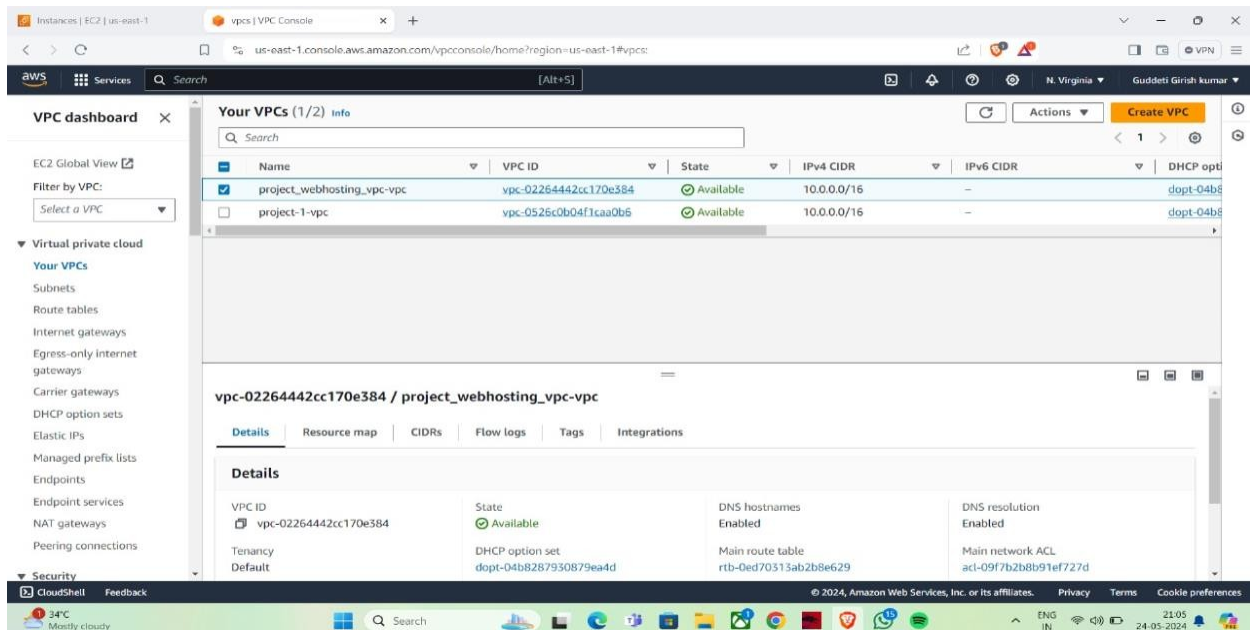 Instances | EC2 | us-east-1
vpcs | VPC Console
us-east-1.console.aws.amazon.com/vpcconsole/home?region=us-east-1#vpcs:
VPN
aws
Services
Search
[Alt+S]
N. Virginia
Guddeti Girish kumar
VPC dashboard
EC2 Global View
Filter by VPC:
Select a VPC
Virtual private cloud
Your VPCs
Subnets
Route tables
Internet gateways
Egress-only internet
gateways
Carrier gateways
DHCP option sets
Elastic IPs
Managed prefix lists
Endpoints
Endpoint services
NAT gateways
Peering connections
Security
Your VPCs (1/2) Info
Actions
Create VPC
Search
1
Name VPC ID State IPv4 CIDR IPv6 CIDR DHCP opti
project_webhosting_vpc-vpc vpc-02264442cc170e384 Available 10.0.0.0/16 – dopt-04b8
project-1-vpc vpc-0526c0b04f1caa0b6 Available 10.0.0.0/16 – dopt-04b8
vpc-02264442cc170e384 / project_webhosting_vpc-vpc
Details Resource map CIDRs Flow logs Tags Integrations
Details
VPC ID
vpc-02264442cc170e384
State
Available
DNS hostnames
Enabled
DNS resolution
Enabled
Tenancy
Default
DHCP option set
dopt-04b8287930879ea4d
Main route table
rtb-0ed70313ab2b8e629
Main network ACL
acl-09f7b2b8b91ef727d
CloudShell Feedback
© 2024, Amazon Web Services, Inc. or its affiliates. Privacy Terms Cookie preferences
34°C
Mostly cloudy
Search
ENG
IN
21:05
24-05-2024